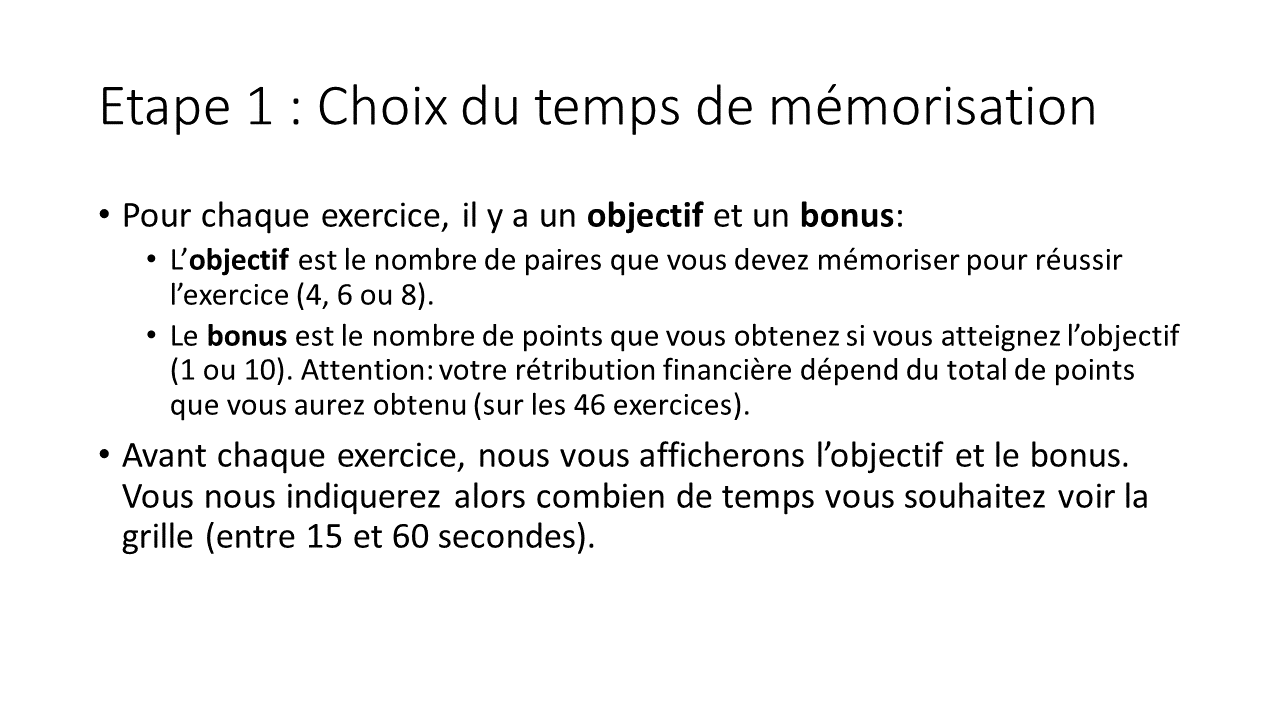 Etape 1 : Choix du temps de mémorisation
• Pour chaque exercice, il y a un objectif et un bonus:
• L’objectif est le nombre de paires que vous devez mémoriser pour réussir
l’exercice (4, 6 ou 8).
• Le bonus est le nombre de points que vous obtenez si vous atteignez l’objectif
(1 ou 10). Attention: votre rétribution financière dépend du total de points
que vous aurez obtenu (sur les 46 exercices).
• Avant chaque exercice, nous vous afficherons l’objectif et le bonus.
Vous nous indiquerez alors combien de temps vous souhaitez voir la
grille (entre 15 et 60 secondes).